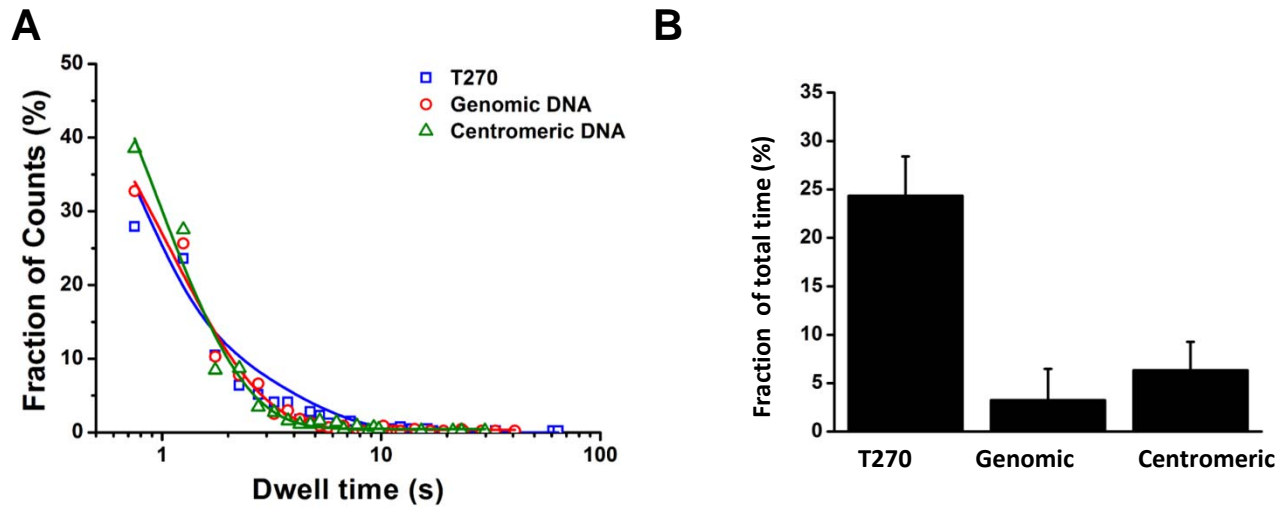 A
Fraction of Counts (%)
50
40
30
20
10
0
1
10
100
Dwell time (s)
T270
Genomic DNA
Centromeric DNA
B
Fraction of total time (%)
35
30
25
20
15
10
5
0
T270 Genomic Centromeric